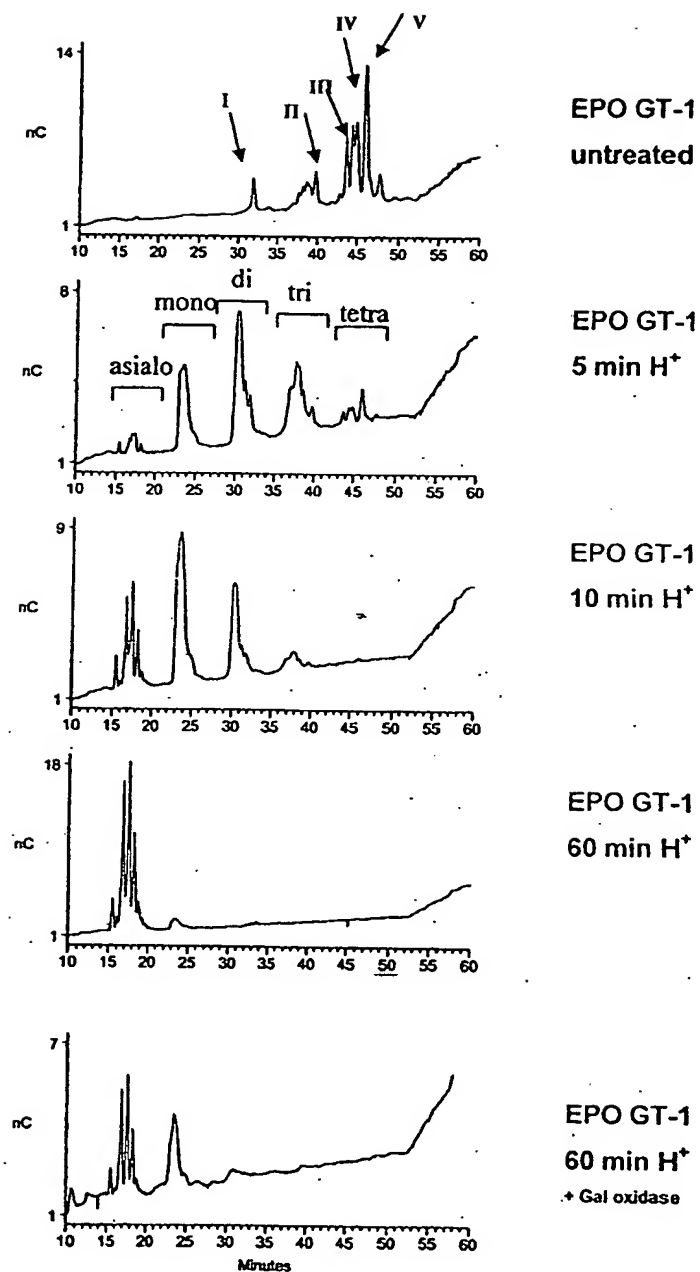 I II III IV V
14
nC
1
10 15 20 25 30 35 40 45 50 55 60
EPO GT-1
untreated
asialo mono di tri tetra
8
nC
1
10 15 20 25 30 35 40 45 50 55 60
EPO GT-1
5 min H⁺
9
nC
1
10 15 20 25 30 35 40 45 50 55 60
EPO GT-1
10 min H⁺
18
nC
1
10 15 20 25 30 35 40 45 50 55 60
EPO GT-1
60 min H⁺
7
nC
1
10 15 20 25 30 35 40 45 50 55 60
Minutes
EPO GT-1
60 min H⁺
+ Gal oxidase